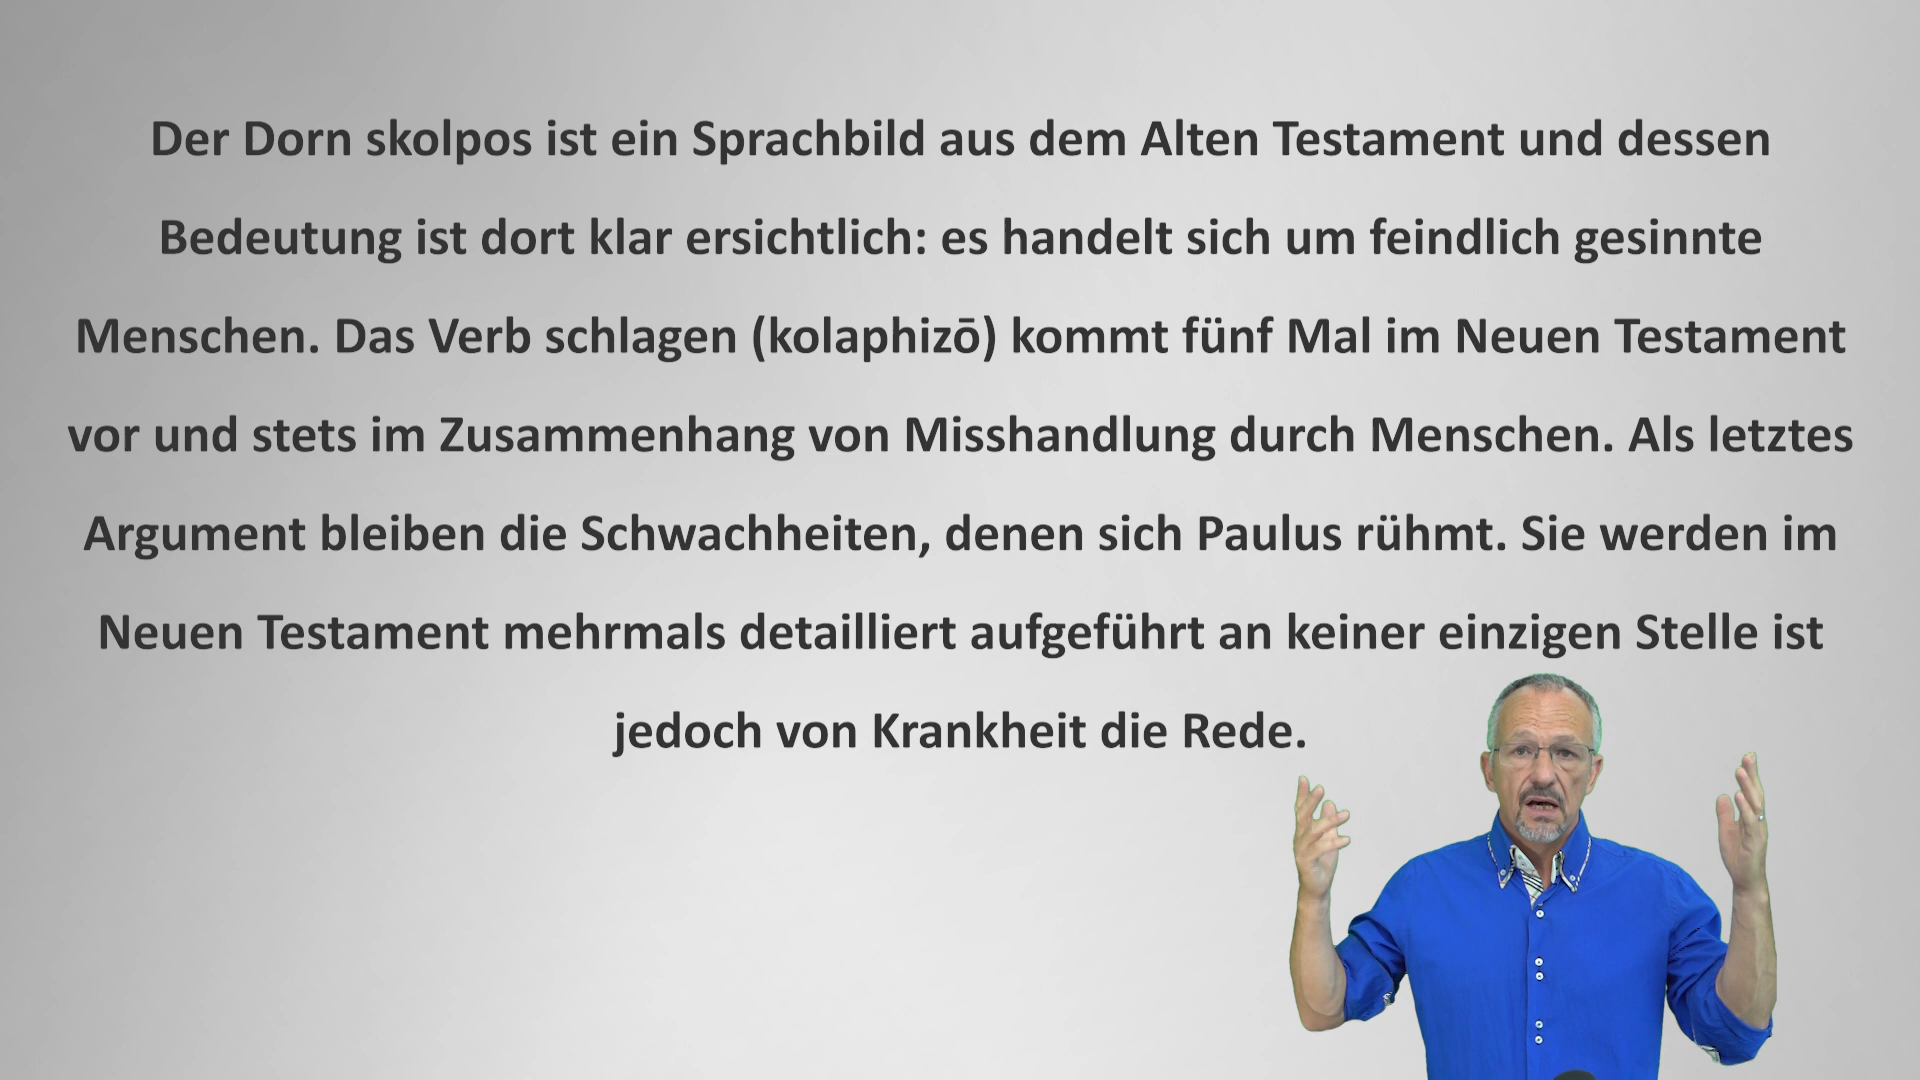 Der Dorn skolpos ist ein Sprachbild aus dem Alten Testament und dessen
Bedeutung ist dort klar ersichtlich: es handelt sich um feindlich gesinnte
Menschen. Das Verb schlagen (kolaphizō) kommt fünf Mal im Neuen Testament
vor und stets im Zusammenhang von Misshandlung durch Menschen. Als letztes
Argument bleiben die Schwachheiten, denen sich Paulus rühmt. Sie werden im
Neuen Testament mehrmals detailliert aufgeführt an keiner einzigen Stelle ist
jedoch von Krankheit die Rede.